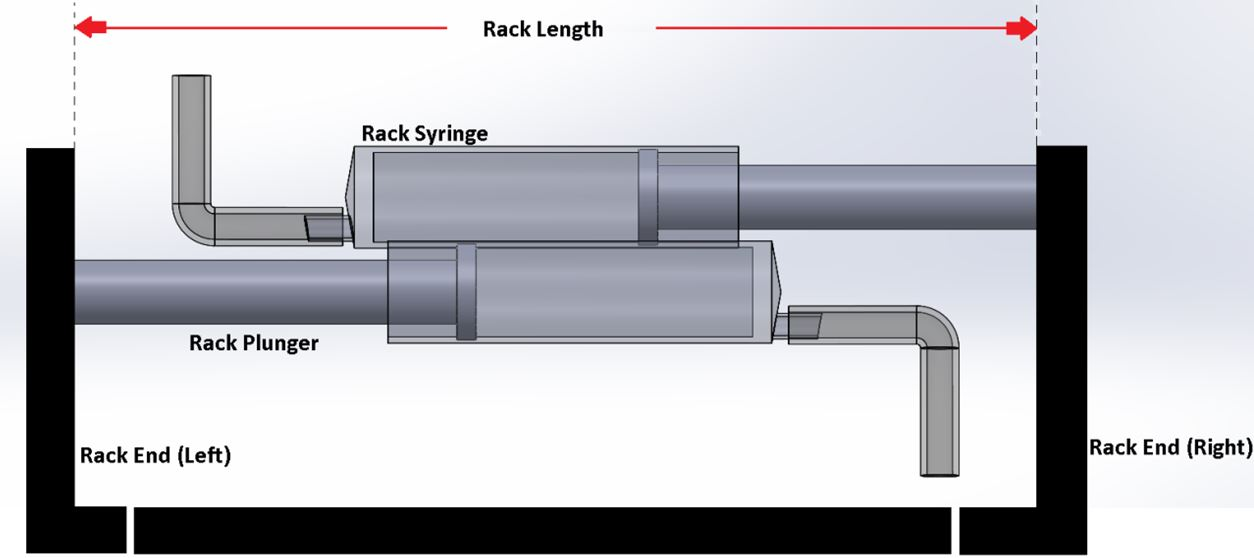 Rack Length
Rack Syringe
Rack Plunger
Rack End (Left)
Rack End (Right)